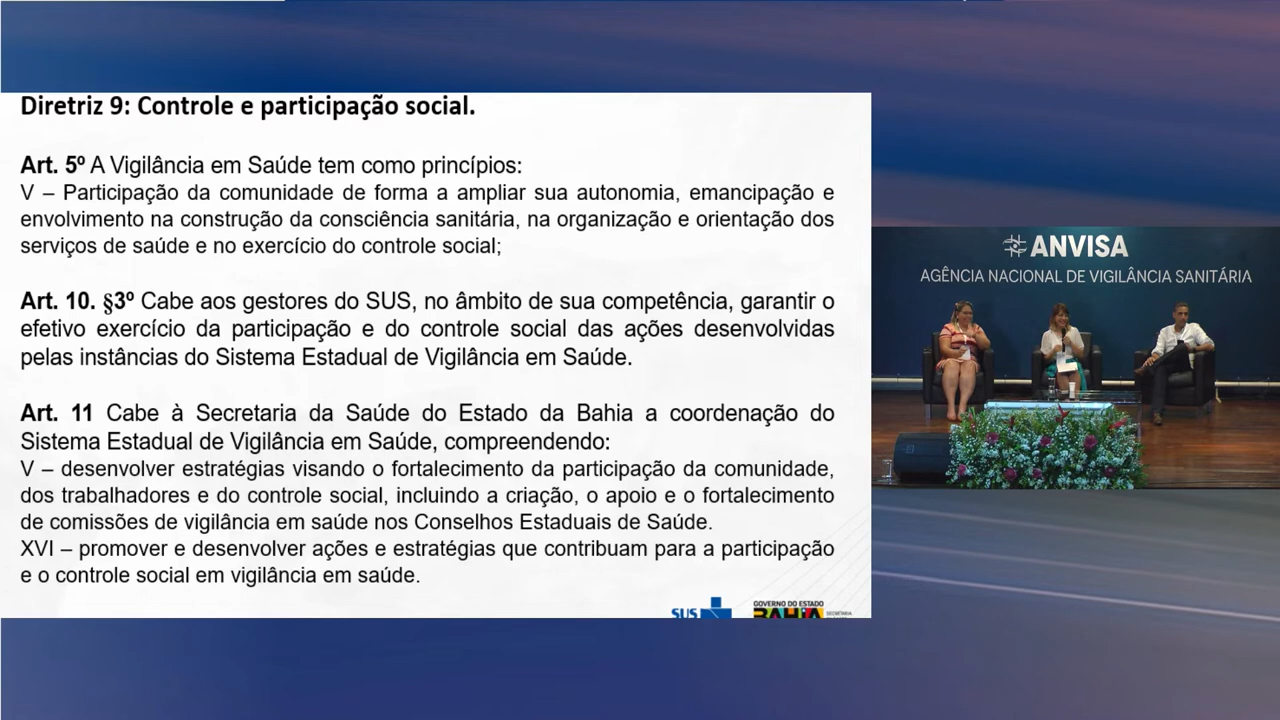 Diretriz 9: Controle e participação social.
Art. 5º A Vigilância em Saúde tem como princípios:
V – Participação da comunidade de forma a ampliar sua autonomia, emancipação e
envolvimento na construção da consciência sanitária, na organização e orientação dos
serviços de saúde e no exercício do controle social;
Art. 10. §3º Cabe aos gestores do SUS, no âmbito de sua competência, garantir o
efetivo exercício da participação e do controle social das ações desenvolvidas
pelas instâncias do Sistema Estadual de Vigilância em Saúde.
Art. 11 Cabe à Secretaria da Saúde do Estado da Bahia a coordenação do
Sistema Estadual de Vigilância em Saúde, compreendendo:
V – desenvolver estratégias visando o fortalecimento da participação da comunidade,
dos trabalhadores e do controle social, incluindo a criação, o apoio e o fortalecimento
de comissões de vigilância em saúde nos Conselhos Estaduais de Saúde.
XVI – promover e desenvolver ações e estratégias que contribuam para a participação
e o controle social em vigilância em saúde.
SUS
GOVERNO DO ESTADO
BAHIA
SECRETARIA
ANVISA
AGÊNCIA NACIONAL DE VIGILÂNCIA SANITÁRIA